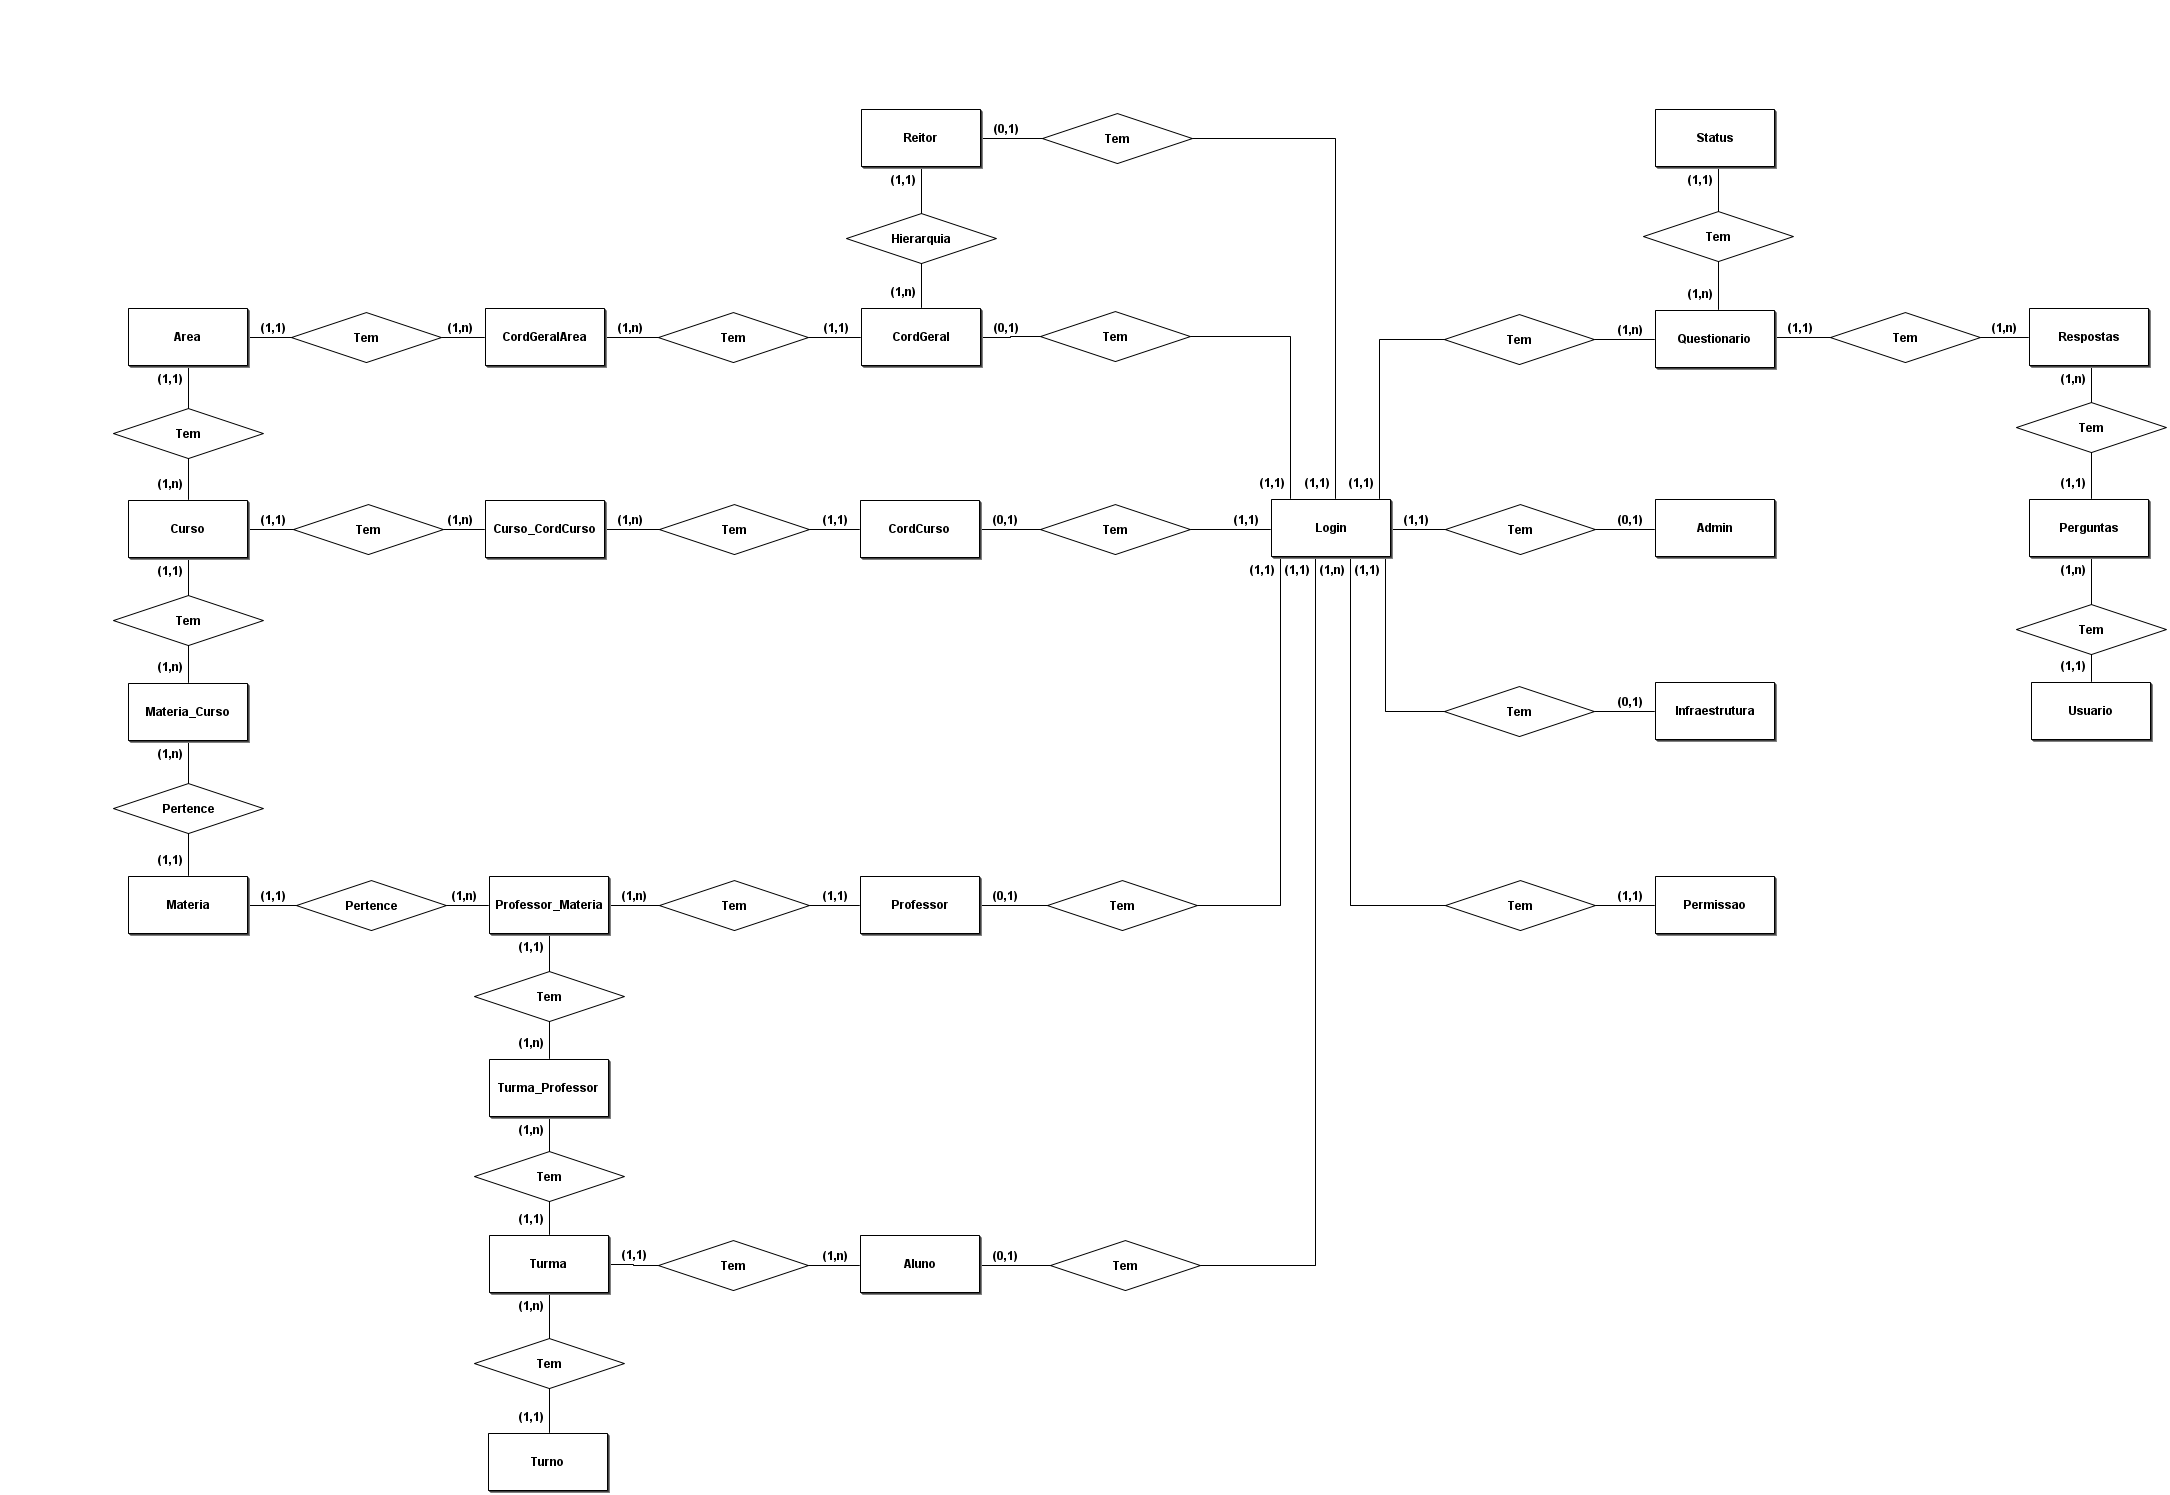 Reitor
(0,1)
Tem
Status
(1,1)
(1,1)
Hierarquia
Tem
(1,n)
(1,n)
Area
(1,1)
Tem
(1,n)
CordGeralArea
(1,n)
Tem
(1,1)
CordGeral
(0,1)
Tem
Tem
(1,n)
Questionario
(1,1)
Tem
(1,n)
Respostas
(1,1)
(1,n)
Tem
Tem
(1,n)
(1,1)
(1,1)
(1,1)
(1,1)
Curso
(1,1)
Tem
(1,n)
Curso_CordCurso
(1,n)
Tem
(1,1)
CordCurso
(0,1)
Tem
(1,1)
Login
(1,1)
Tem
(0,1)
Admin
Perguntas
(1,1)
(1,1)
(1,1)
(1,n)
(1,1)
(1,n)
Tem
Tem
(1,n)
(1,1)
Materia_Curso
Tem
(0,1)
Infraestrutura
Usuario
(1,n)
Pertence
(1,1)
Materia
(1,1)
Pertence
(1,n)
Professor_Materia
(1,n)
Tem
(1,1)
Professor
(0,1)
Tem
Tem
(1,1)
Permissao
(1,1)
Tem
(1,n)
Turma_Professor
(1,n)
Tem
(1,1)
Turma
(1,1)
Tem
(1,n)
Aluno
(0,1)
Tem
(1,n)
Tem
(1,1)
Turno